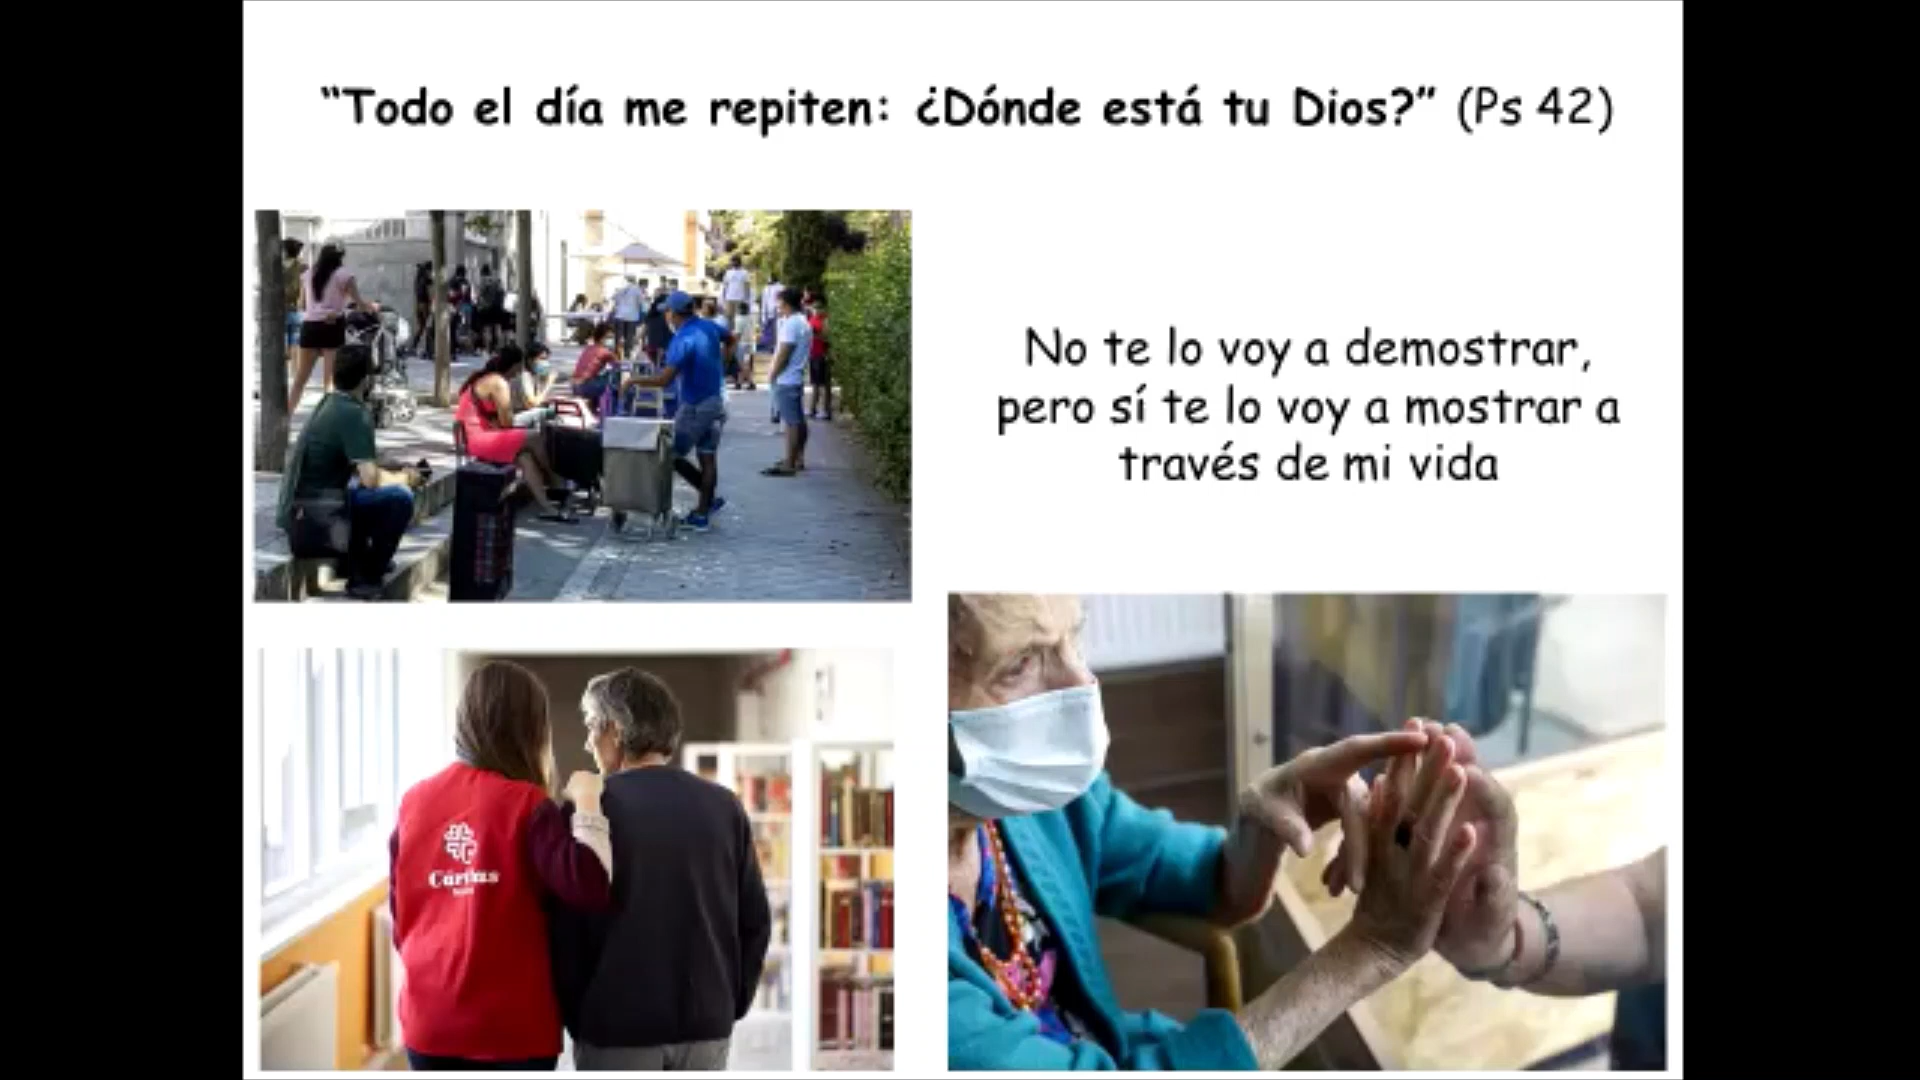 “Todo el día me repiten: ¿Dónde está tu Dios?” (Ps 42)
No te lo voy a demostrar,
pero sí te lo voy a mostrar a
través de mi vida
Cáritas